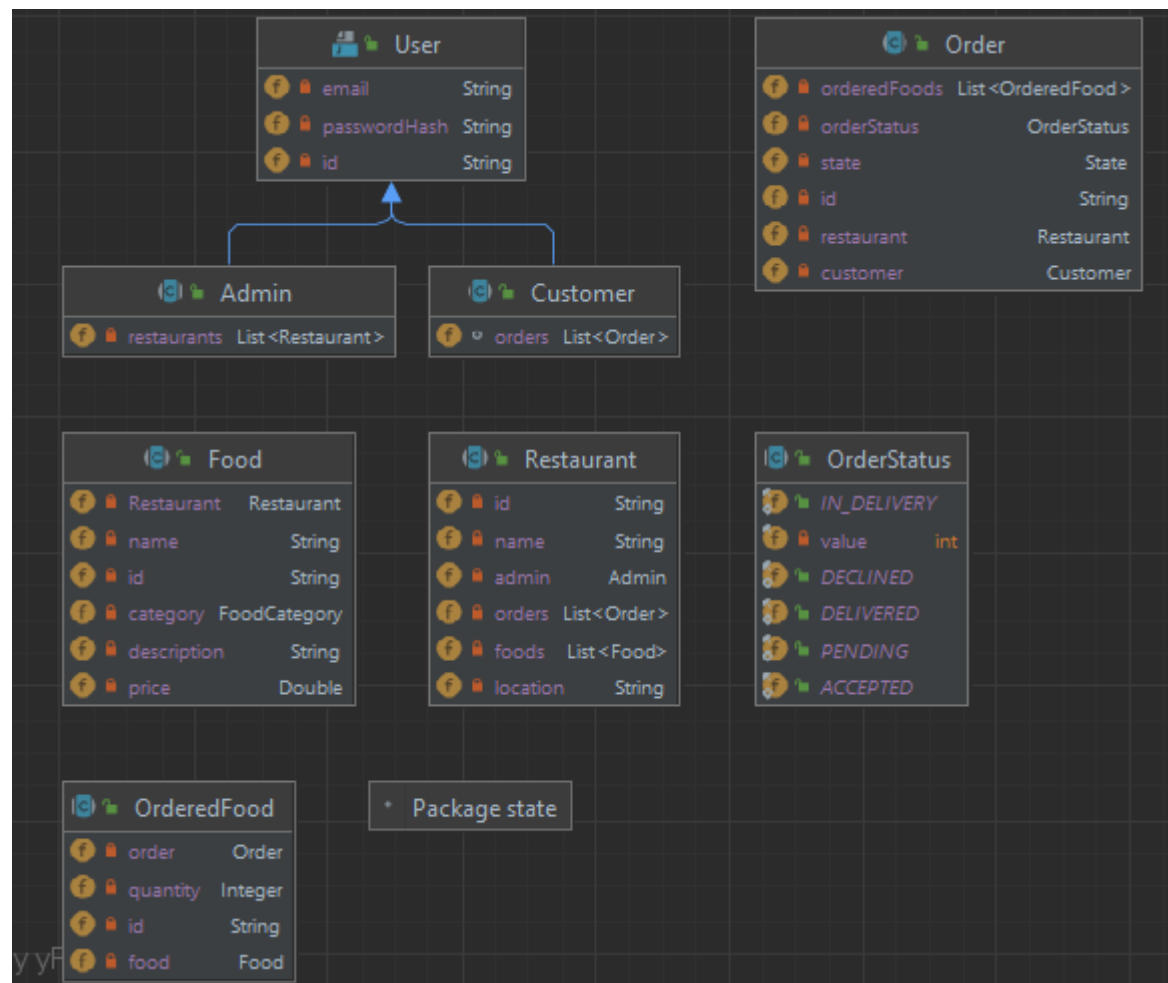 User
email String
passwordHash String
id String
Order
orderedFoods List<OrderedFood>
orderStatus OrderStatus
state State
id String
restaurant Restaurant
customer Customer
Admin
restaurants List<Restaurant>
Customer
orders List<Order>
Food
Restaurant Restaurant
name String
id String
category FoodCategory
description String
price Double
Restaurant
id String
name String
admin Admin
orders List<Order>
foods List<Food>
location String
OrderStatus
IN_DELIVERY
value int
DECLINED
DELIVERED
PENDING
ACCEPTED
OrderedFood
order Order
quantity Integer
id String
food Food
Package state